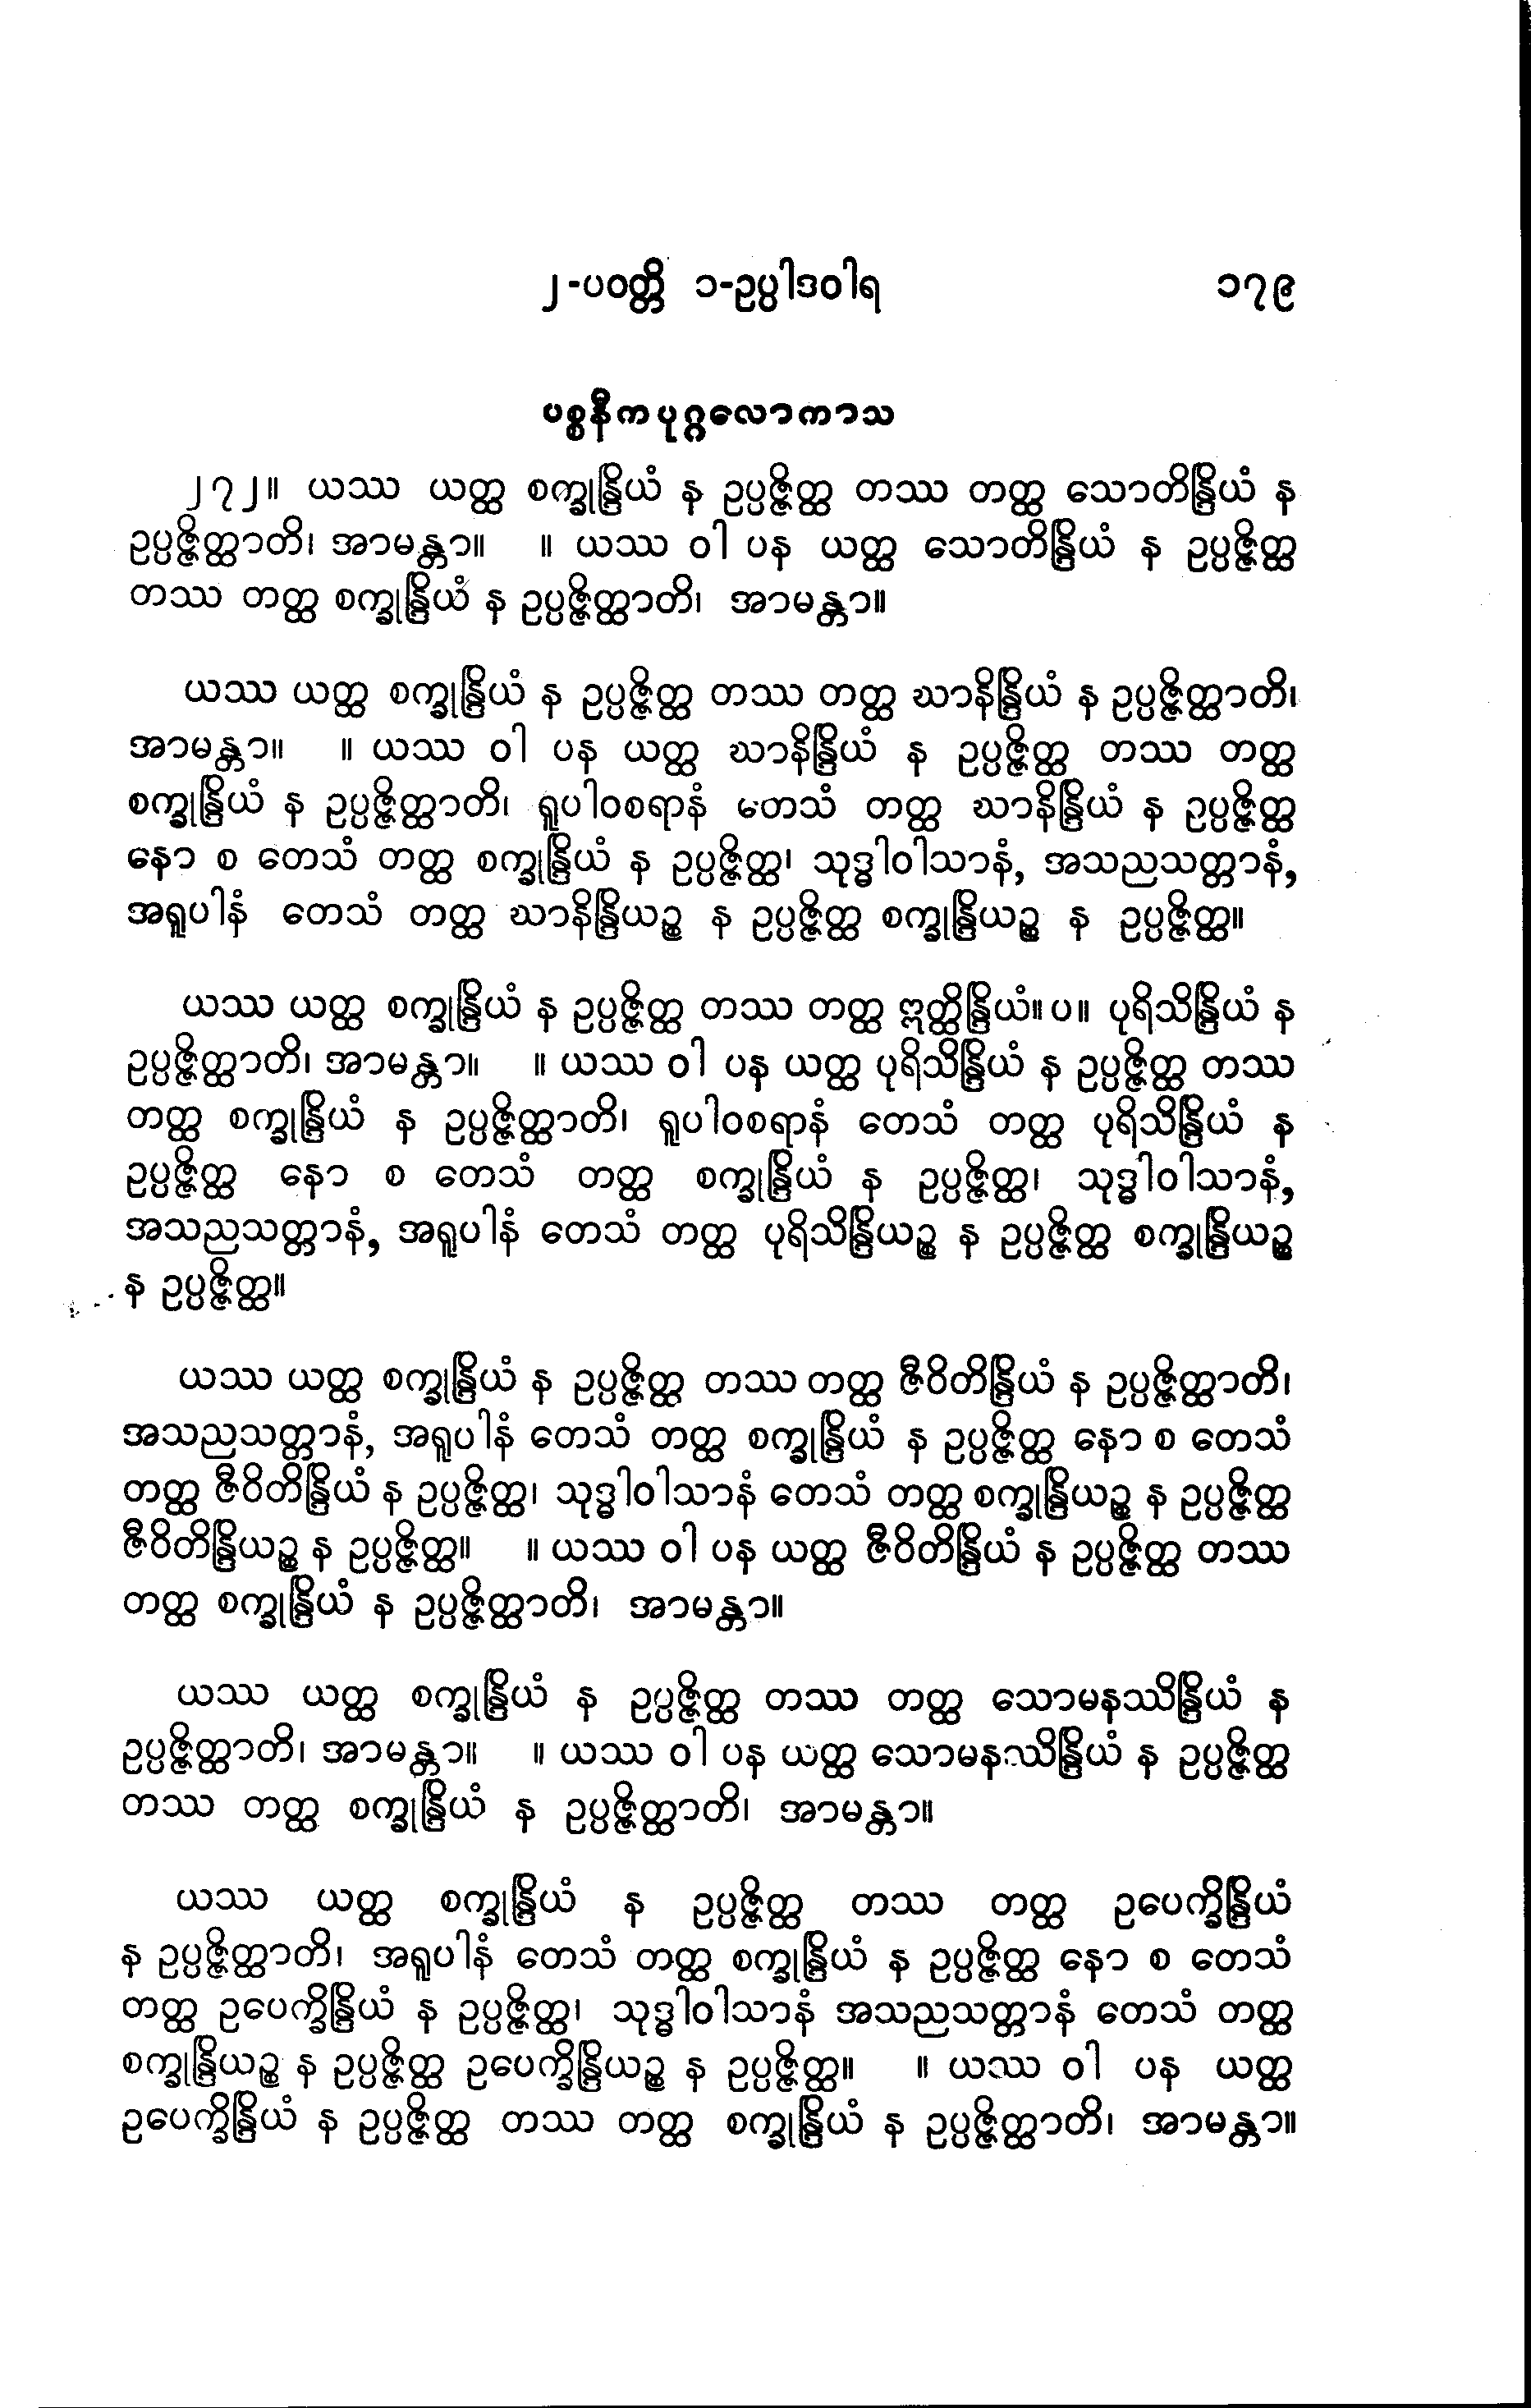 ၂-ပဝတ္တိ ၁-ဥပ္ပါဒဝါရ ၁၇၉
ပစ္စနီကပုဂ္ဂလောကာသ
၂၇၂။ ယဿ ယတ္ထ စက္ခုန္ဒြိယံ န ဥပ္ပဇ္ဇိတ္ထ တဿ တတ္ထ သောတိန္ဒြိယံ န
ဥပ္ပဇ္ဇိတ္ထာတိ၊ အာမန္တာ။ ။ ယဿ ဝါ ပန ယတ္ထ သောတိန္ဒြိယံ န ဥပ္ပဇ္ဇိတ္ထ
တဿ တတ္ထ စက္ခုန္ဒြိယံ န ဥပ္ပဇ္ဇိတ္ထာတိ၊ အာမန္တာ။
ယဿ ယတ္ထ စက္ခုန္ဒြိယံ န ဥပ္ပဇ္ဇိတ္ထ တဿ တတ္ထ ဃာနိန္ဒြိယံ န ဥပ္ပဇ္ဇိတ္ထာတိ၊
အာမန္တာ။ ။ ယဿ ဝါ ပန ယတ္ထ ဃာနိန္ဒြိယံ န ဥပ္ပဇ္ဇိတ္ထ တဿ တတ္ထ
စက္ခုန္ဒြိယံ န ဥပ္ပဇ္ဇိတ္ထာတိ၊ ရူပါဝစရာနံ တေသံ တတ္ထ ဃာနိန္ဒြိယံ န ဥပ္ပဇ္ဇိတ္ထ
နော စ တေသံ တတ္ထ စက္ခုန္ဒြိယံ န ဥပ္ပဇ္ဇိတ္ထ၊ သုဒ္ဓါဝါသာနံ, အသညသတ္တာနံ,
အရူပါနံ တေသံ တတ္ထ ဃာနိန္ဒြိယဉ္စ န ဥပ္ပဇ္ဇိတ္ထ စက္ခုန္ဒြိယဉ္စ န ဥပ္ပဇ္ဇိတ္ထ။
ယဿ ယတ္ထ စက္ခုန္ဒြိယံ န ဥပ္ပဇ္ဇိတ္ထ တဿ တတ္ထ ဣတ္ထိန္ဒြိယံ။ ပ။ ပုရိသိန္ဒြိယံ န
ဥပ္ပဇ္ဇိတ္ထာတိ၊ အာမန္တာ။ ။ ယဿ ဝါ ပန ယတ္ထ ပုရိသိန္ဒြိယံ န ဥပ္ပဇ္ဇိတ္ထ တဿ
တတ္ထ စက္ခုန္ဒြိယံ န ဥပ္ပဇ္ဇိတ္ထာတိ၊ ရူပါဝစရာနံ တေသံ တတ္ထ ပုရိသိန္ဒြိယံ န
ဥပ္ပဇ္ဇိတ္ထ နော စ တေသံ တတ္ထ စက္ခုန္ဒြိယံ န ဥပ္ပဇ္ဇိတ္ထ၊ သုဒ္ဓါဝါသာနံ,
အသညသတ္တာနံ, အရူပါနံ တေသံ တတ္ထ ပုရိသိန္ဒြိယဉ္စ န ဥပ္ပဇ္ဇိတ္ထ စက္ခုန္ဒြိယဉ္စ
န ဥပ္ပဇ္ဇိတ္ထ။
ယဿ ယတ္ထ စက္ခုန္ဒြိယံ န ဥပ္ပဇ္ဇိတ္ထ တဿ တတ္ထ ဇီဝိတိန္ဒြိယံ န ဥပ္ပဇ္ဇိတ္ထာတိ၊
အသညသတ္တာနံ, အရူပါနံ တေသံ တတ္ထ စက္ခုန္ဒြိယံ န ဥပ္ပဇ္ဇိတ္ထ နော စ တေသံ
တတ္ထ ဇီဝိတိန္ဒြိယံ န ဥပ္ပဇ္ဇိတ္ထ၊ သုဒ္ဓါဝါသာနံ တေသံ တတ္ထ စက္ခုန္ဒြိယဉ္စ န ဥပ္ပဇ္ဇိတ္ထ
ဇီဝိတိန္ဒြိယဉ္စ န ဥပ္ပဇ္ဇိတ္ထ။ ။ ယဿ ဝါ ပန ယတ္ထ ဇီဝိတိန္ဒြိယံ န ဥပ္ပဇ္ဇိတ္ထ တဿ
တတ္ထ စက္ခုန္ဒြိယံ န ဥပ္ပဇ္ဇိတ္ထာတိ၊ အာမန္တာ။
ယဿ ယတ္ထ စက္ခုန္ဒြိယံ န ဥပ္ပဇ္ဇိတ္ထ တဿ တတ္ထ သောမနဿိန္ဒြိယံ န
ဥပ္ပဇ္ဇိတ္ထာတိ၊ အာမန္တာ။ ။ ယဿ ဝါ ပန ယတ္ထ သောမနဿိန္ဒြိယံ န ဥပ္ပဇ္ဇိတ္ထ
တဿ တတ္ထ စက္ခုန္ဒြိယံ န ဥပ္ပဇ္ဇိတ္ထာတိ၊ အာမန္တာ။
ယဿ ယတ္ထ စက္ခုန္ဒြိယံ န ဥပ္ပဇ္ဇိတ္ထ တဿ တတ္ထ ဥပေက္ခိန္ဒြိယံ
န ဥပ္ပဇ္ဇိတ္ထာတိ၊ အရူပါနံ တေသံ တတ္ထ စက္ခုန္ဒြိယံ န ဥပ္ပဇ္ဇိတ္ထ နော စ တေသံ
တတ္ထ ဥပေက္ခိန္ဒြိယံ န ဥပ္ပဇ္ဇိတ္ထ၊ သုဒ္ဓါဝါသာနံ အသညသတ္တာနံ တေသံ တတ္ထ
စက္ခုန္ဒြိယဉ္စ န ဥပ္ပဇ္ဇိတ္ထ ဥပေက္ခိန္ဒြိယဉ္စ န ဥပ္ပဇ္ဇိတ္ထ။ ။ ယဿ ဝါ ပန ယတ္ထ
ဥပေက္ခိန္ဒြိယံ န ဥပ္ပဇ္ဇိတ္ထ တဿ တတ္ထ စက္ခုန္ဒြိယံ န ဥပ္ပဇ္ဇိတ္ထာတိ၊ အာမန္တာ။